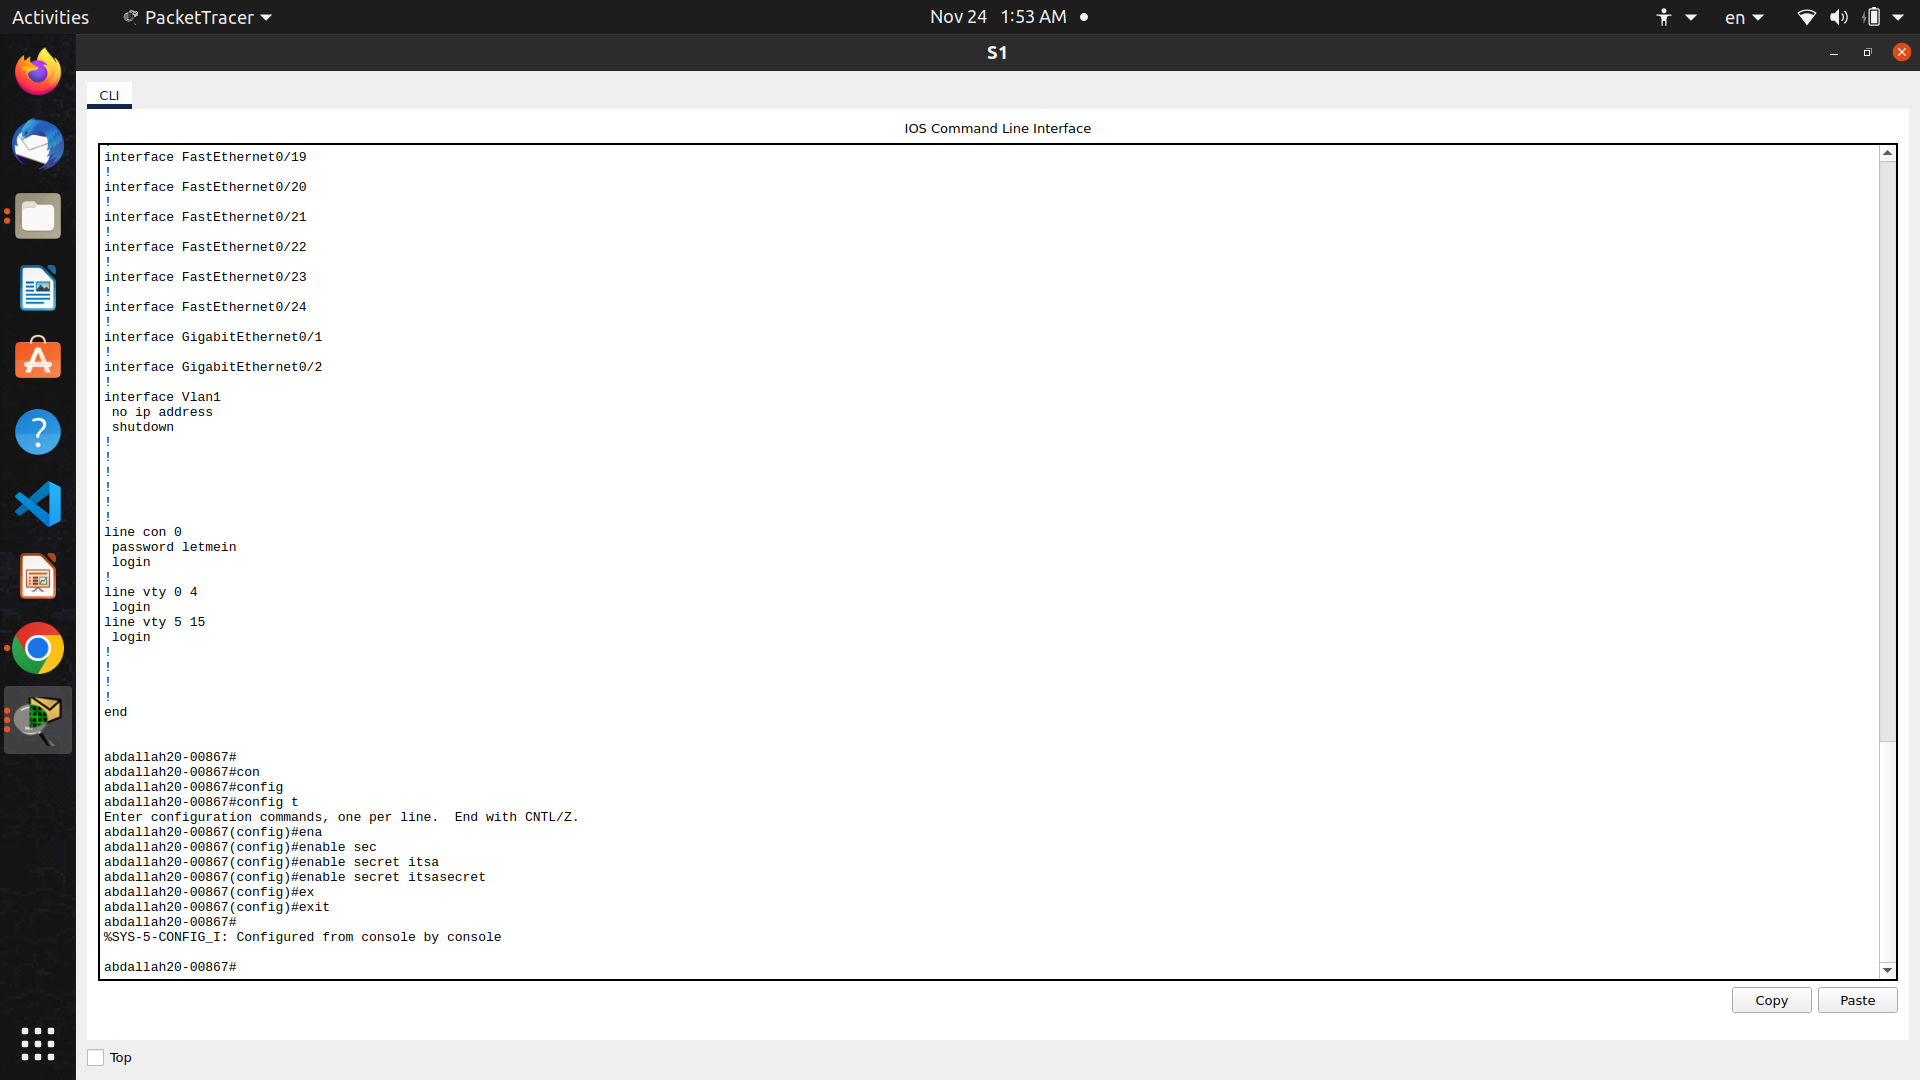 Activities
PacketTracer
Nov 24 1:53 AM
en
S1
CLI
IOS Command Line Interface
interface FastEthernet0/19
!
interface FastEthernet0/20
!
interface FastEthernet0/21
!
interface FastEthernet0/22
!
interface FastEthernet0/23
!
interface FastEthernet0/24
!
interface GigabitEthernet0/1
!
interface GigabitEthernet0/2
!
interface Vlan1
no ip address
shutdown
!
!
!
!
!
!
line con 0
password letmein
login
!
line vty 0 4
login
line vty 5 15
login
!
!
!
!
end
abdallah20-00867#
abdallah20-00867#con
abdallah20-00867#config
abdallah20-00867#config t
Enter configuration commands, one per line. End with CNTL/Z.
abdallah20-00867(config)#ena
abdallah20-00867(config)#enable sec
abdallah20-00867(config)#enable secret itsa
abdallah20-00867(config)#enable secret itsasecret
abdallah20-00867(config)#ex
abdallah20-00867(config)#exit
abdallah20-00867#
%SYS-5-CONFIG_I: Configured from console by console
abdallah20-00867#
Copy
Paste
Top